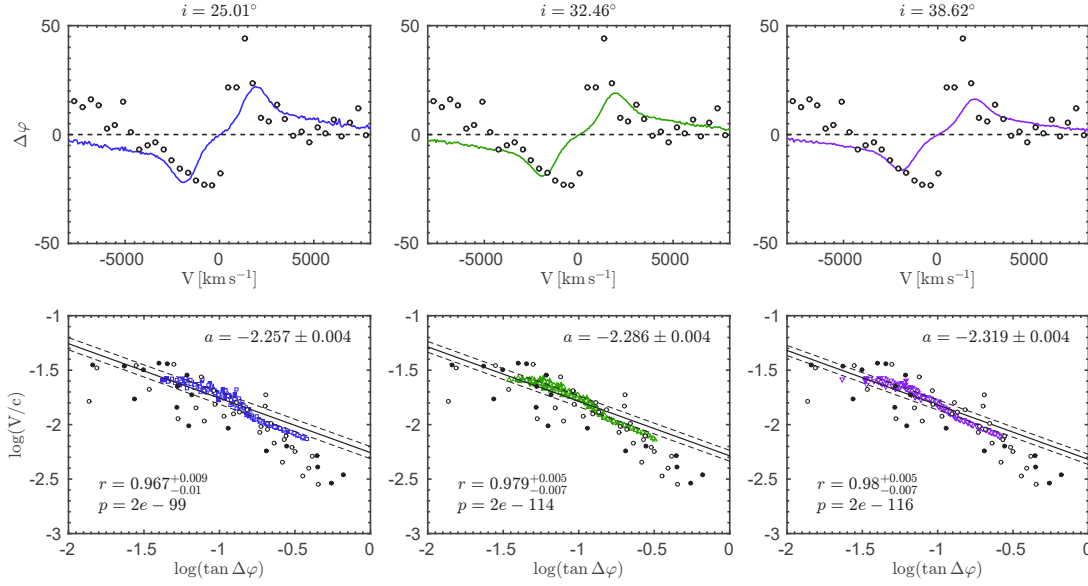 i = 25.01° i = 32.46° i = 38.62°
50 50 50
Δφ 0 0 0
-50 -50 -50
-5000 0 5000 -5000 0 5000 -5000 0 5000
V [km s⁻¹] V [km s⁻¹] V [km s⁻¹]
-1 -1 -1
a = −2.257 ± 0.004 a = −2.286 ± 0.004 a = −2.319 ± 0.004
-1.5 -1.5 -1.5
log(V/c) -2 -2 -2
-2.5 r = 0.967 +0.009 −0.01 -2.5 r = 0.979 +0.005 −0.007 -2.5 r = 0.98 +0.005 −0.007
p = 2e − 99 p = 2e − 114 p = 2e − 116
-3 -3 -3
-2 -1.5 -1 -0.5 0 -2 -1.5 -1 -0.5 0 -2 -1.5 -1 -0.5 0
log(tan Δφ) log(tan Δφ) log(tan Δφ)